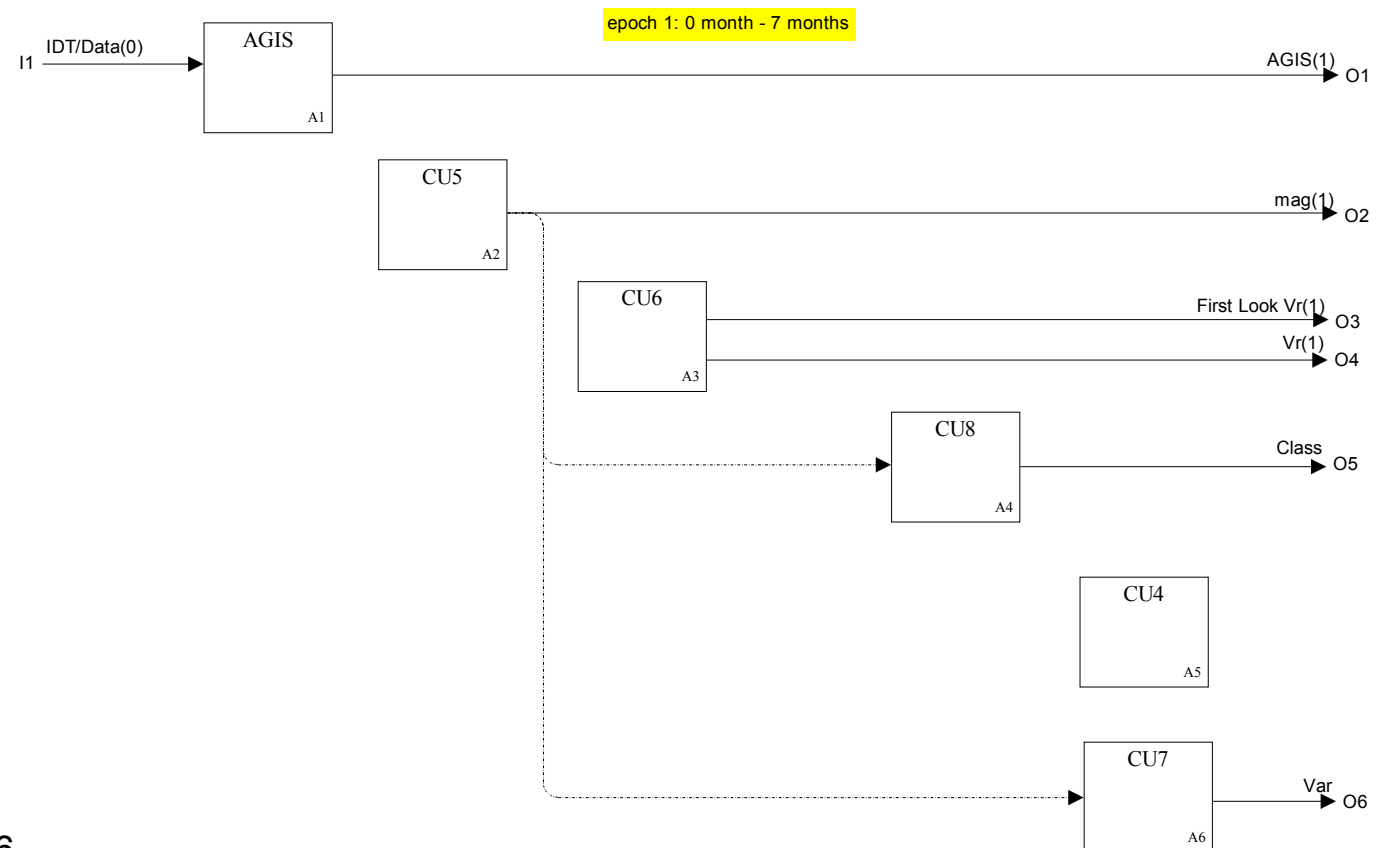 epoch 1: 0 month - 7 months
I1
IDT/Data(0)
AGIS
A1
AGIS(1)
O1
CU5
A2
mag(1)
O2
CU6
A3
First Look Vr(1)
O3
Vr(1)
O4
CU8
A4
Class
O5
CU4
A5
CU7
A6
Var
O6